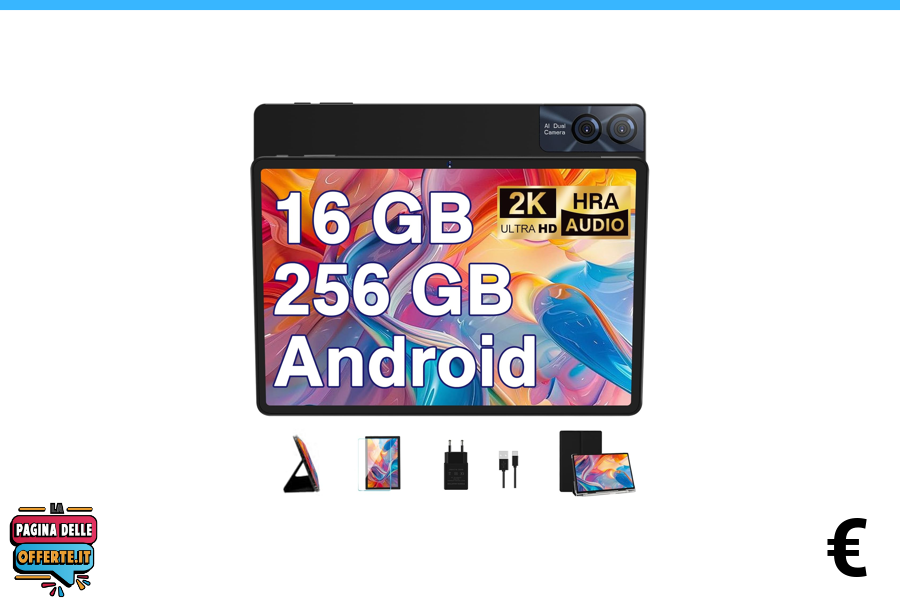 AI Dual
Camera
16 GB
256 GB
Android
2K
ULTRA HD
HRA
AUDIO
LA
PAGINA DELLE
OFFERTE.IT
€